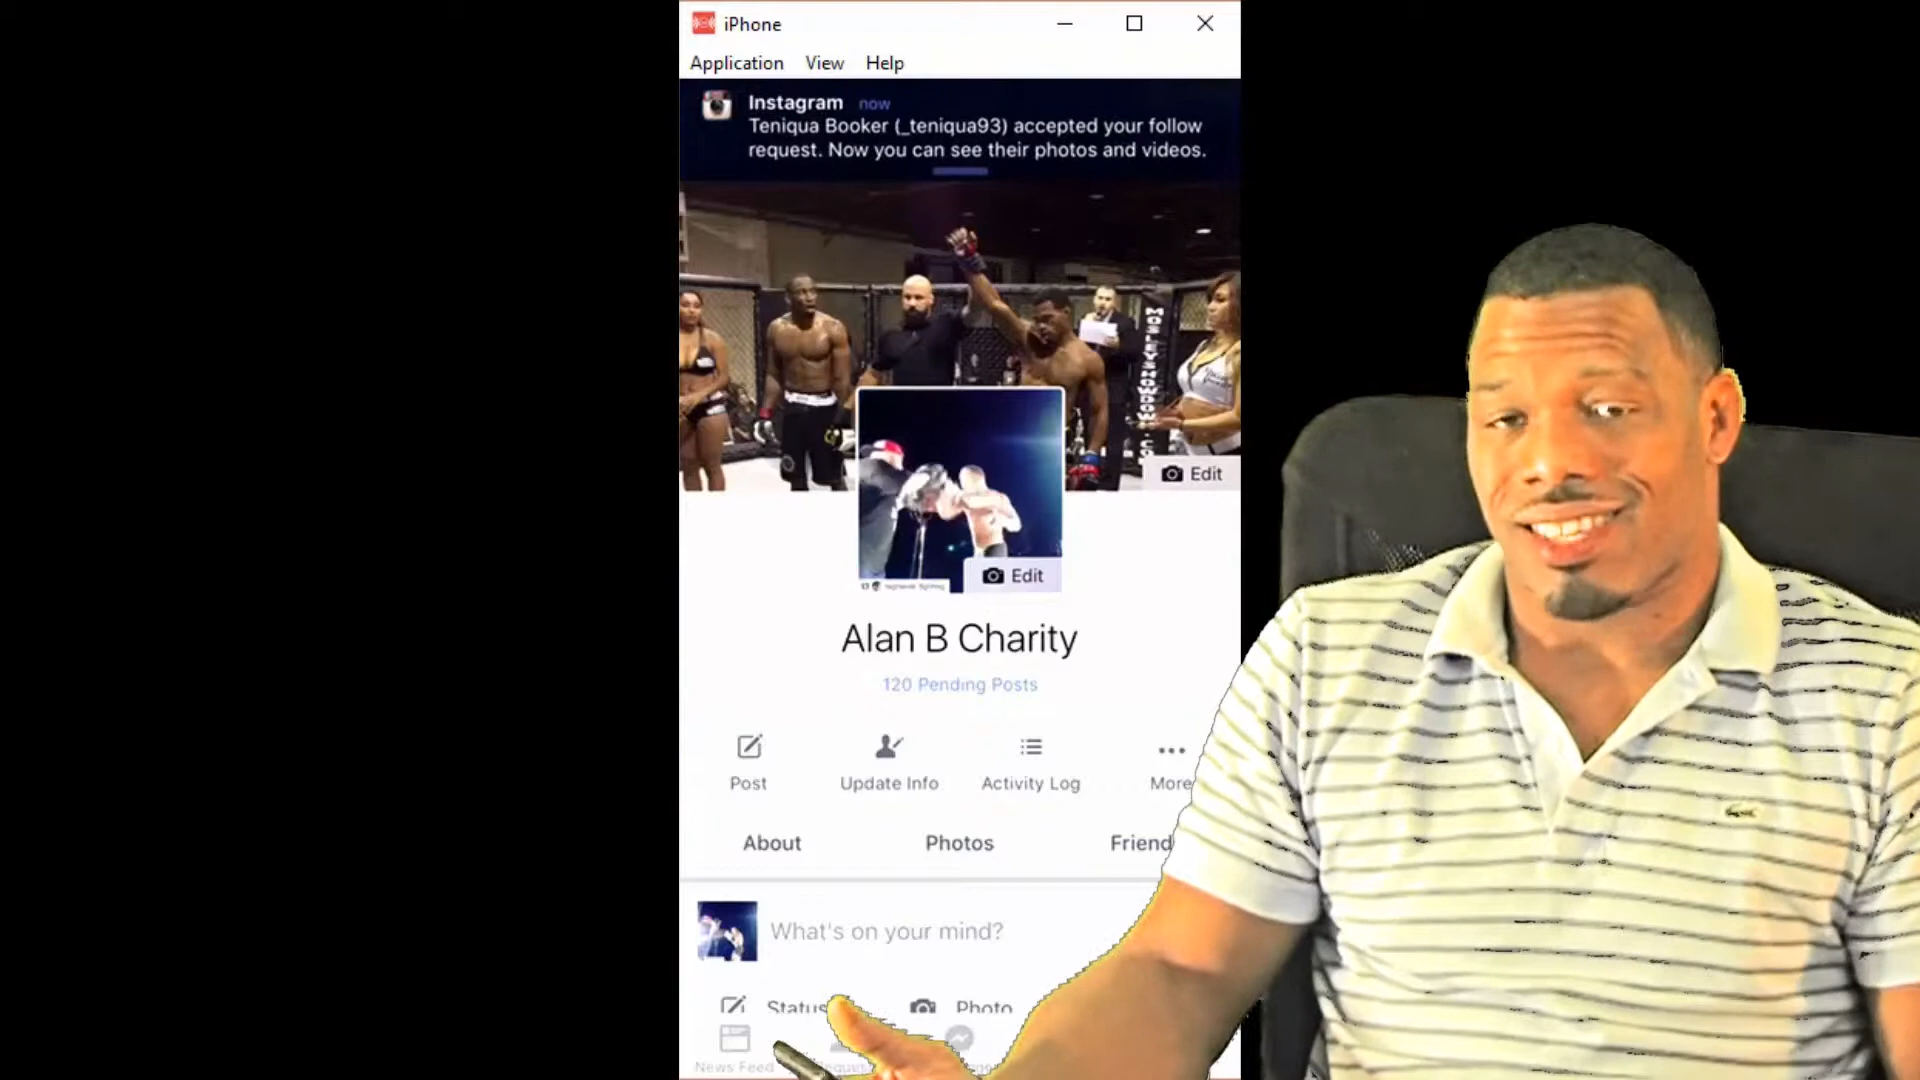 iPhone
Application View Help
Instagram now
Teniqua Booker (_teniqua93) accepted your follow
request. Now you can see their photos and videos.
MOSLEYSHOWDOWN.CO
Edit
Edit
Alan B Charity
120 Pending Posts
Post Update Info Activity Log More
About Photos Friend
What's on your mind?
Status Photo
News Feed